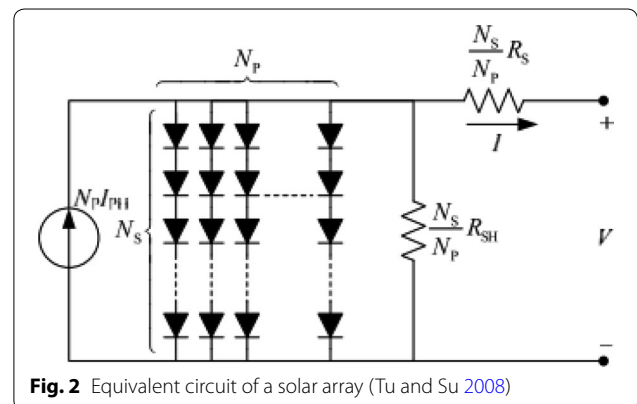 N_P
N_S/N_P R_S
I
+
N_P I_PH
N_S
N_S/N_P R_SH
V
−
Fig. 2 Equivalent circuit of a solar array (Tu and Su 2008)